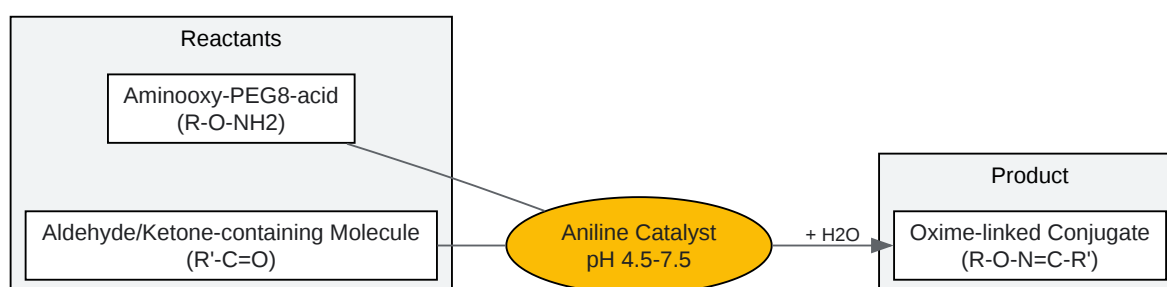 Reactants
Aminooxy-PEG8-acid
(R-O-NH2)
Aldehyde/Ketone-containing Molecule
(R'-C=O)
Aniline Catalyst
pH 4.5-7.5
+ H2O
Product
Oxime-linked Conjugate
(R-O-N=C-R')